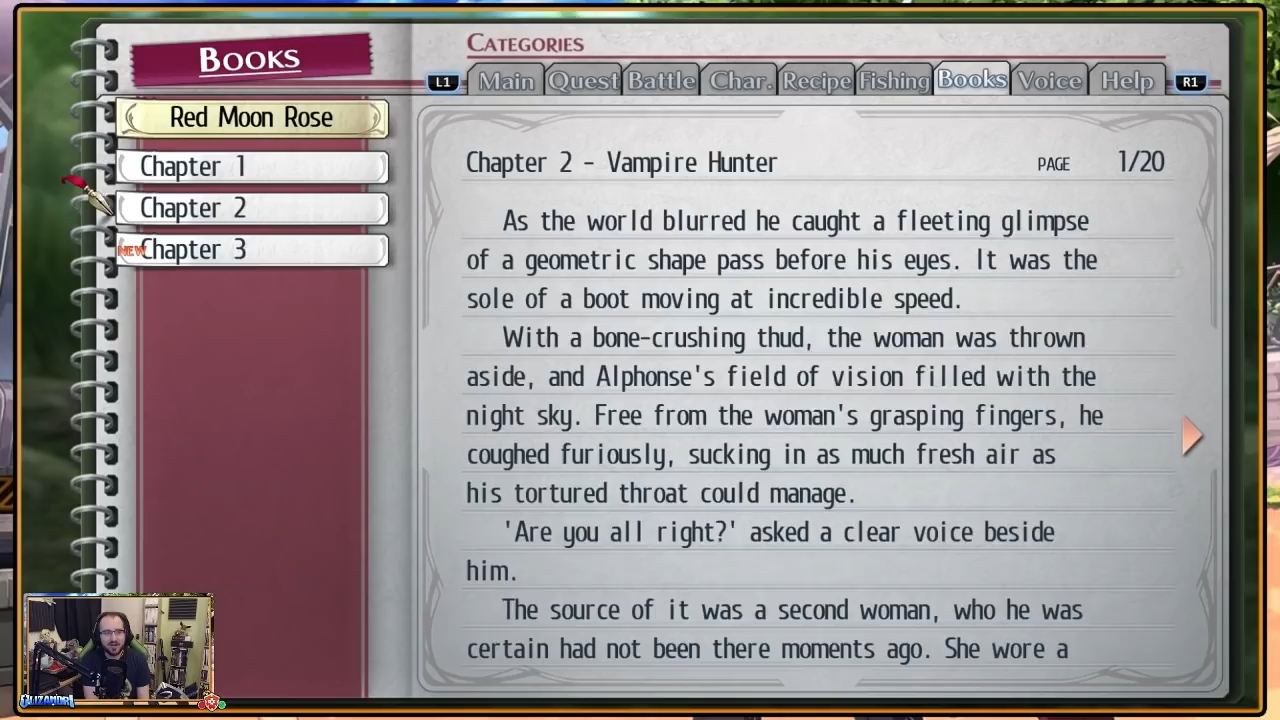 BOOKS
CATEGORIES
L1 Main Quest Battle Char. Recipe Fishing Books Voice Help R1
Red Moon Rose
Chapter 1
Chapter 2
NEW Chapter 3
Chapter 2 - Vampire Hunter PAGE 1/20
As the world blurred he caught a fleeting glimpse
of a geometric shape pass before his eyes. It was the
sole of a boot moving at incredible speed.
With a bone-crushing thud, the woman was thrown
aside, and Alphonse's field of vision filled with the
night sky. Free from the woman's grasping fingers, he
coughed furiously, sucking in as much fresh air as
his tortured throat could manage.
'Are you all right?' asked a clear voice beside
him.
The source of it was a second woman, who he was
certain had not been there moments ago. She wore a